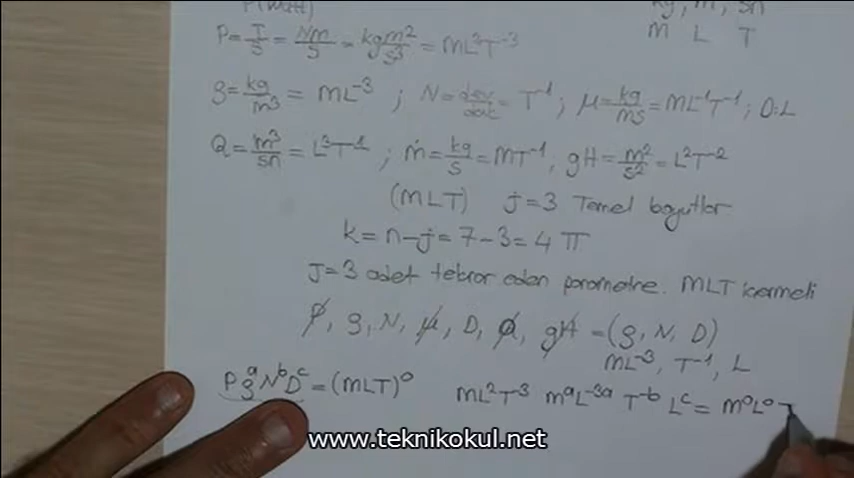 P(Watt)
kg, m, sn
M L T
P = J/s = Nm/s = kgm²/s³ = ML²T⁻³
ρ = kg/m³ = ML⁻³ ; N = dev/dak = T⁻¹ ; μ = kg/ms = ML⁻¹T⁻¹ ; D:L
Q = m³/sn = L³T⁻¹ ; ṁ = kg/s = MT⁻¹, gH = m²/s² = L²T⁻²
(MLT) j=3 Temel boyutlar
k = n-j = 7-3 = 4 π
J=3 adet tekrar eden parametre. MLT içermeli
P, ρ, N, μ, D, Q, gH = (ρ, N, D)
ML⁻³, T⁻¹, L
Pρᵃ Nᵇ Dᶜ = (MLT)⁰ ML²T⁻³ MᵃL⁻³ᵃ T⁻ᵇ Lᶜ = M⁰L⁰T
www.teknikokul.net